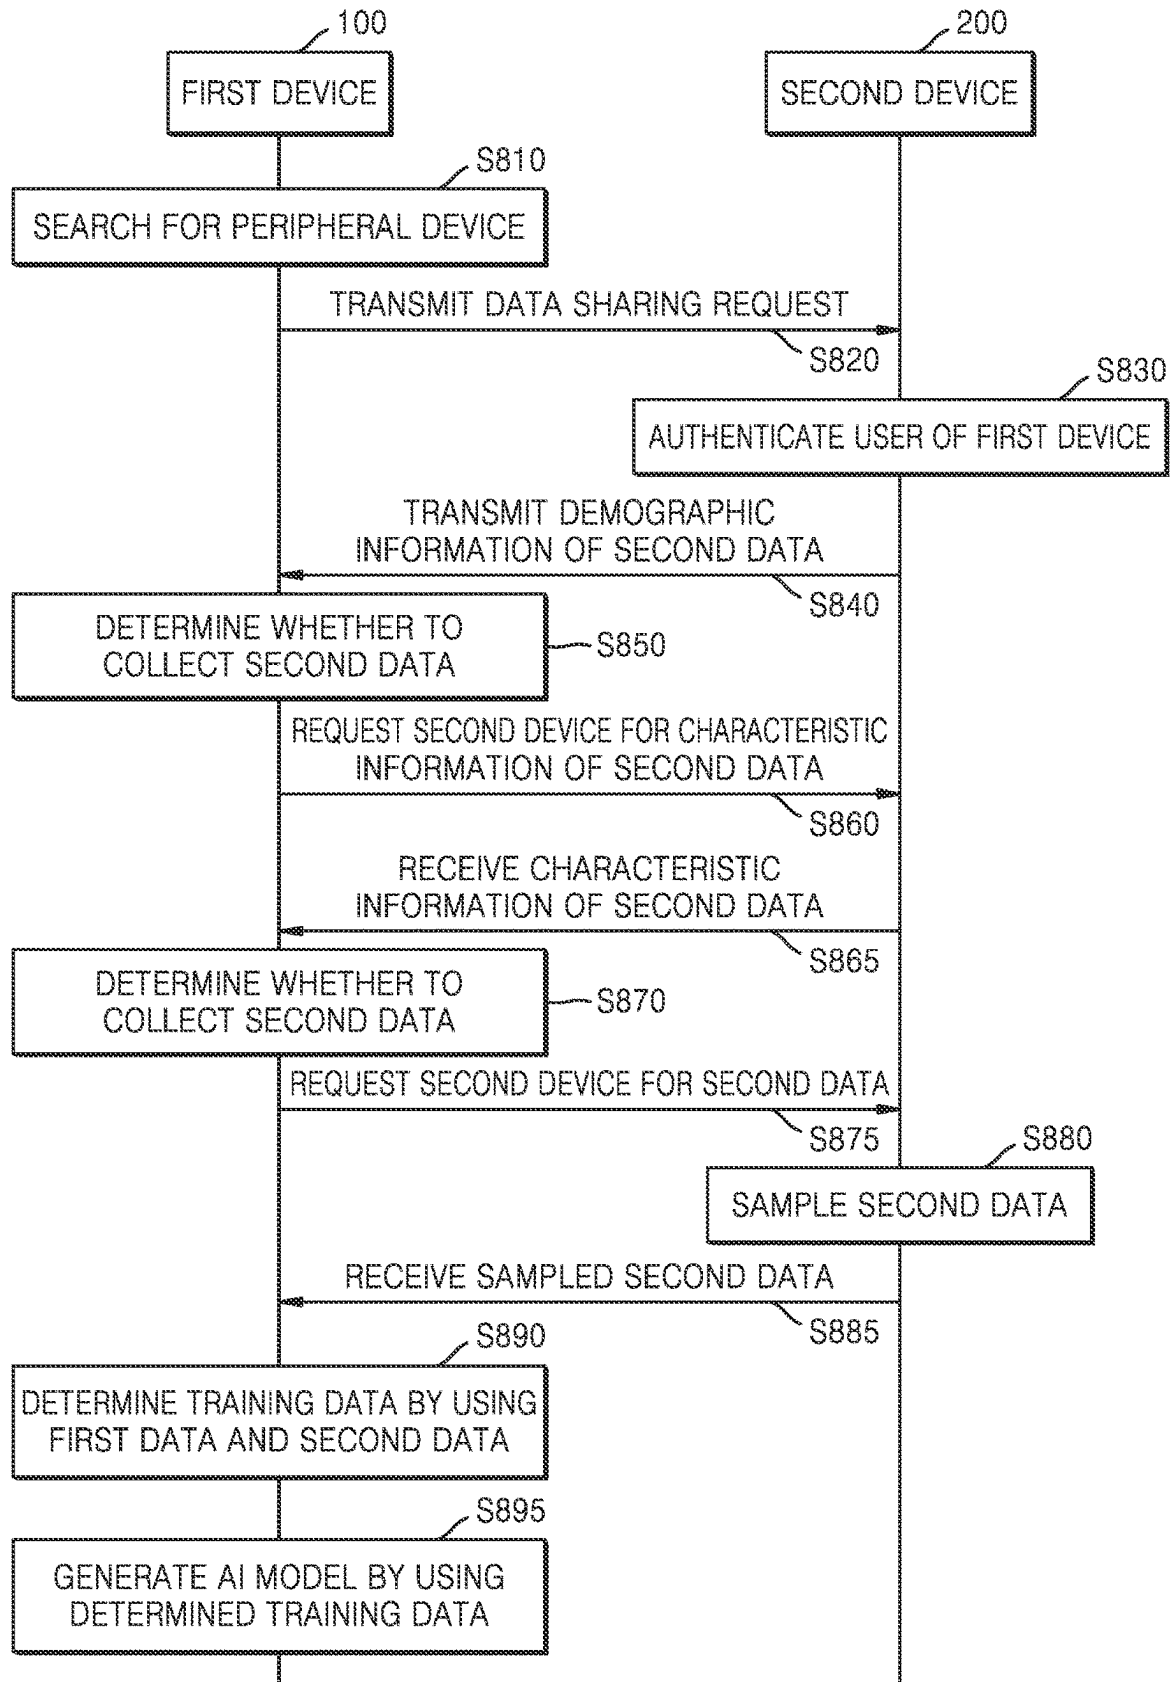 100
200
FIRST DEVICE
SECOND DEVICE
S810
SEARCH FOR PERIPHERAL DEVICE
TRANSMIT DATA SHARING REQUEST
S820
S830
AUTHENTICATE USER OF FIRST DEVICE
TRANSMIT DEMOGRAPHIC
INFORMATION OF SECOND DATA
S840
DETERMINE WHETHER TO
COLLECT SECOND DATA
S850
REQUEST SECOND DEVICE FOR CHARACTERISTIC
INFORMATION OF SECOND DATA
S860
RECEIVE CHARACTERISTIC
INFORMATION OF SECOND DATA
S865
DETERMINE WHETHER TO
COLLECT SECOND DATA
S870
REQUEST SECOND DEVICE FOR SECOND DATA
S875
S880
SAMPLE SECOND DATA
RECEIVE SAMPLED SECOND DATA
S885
S890
DETERMINE TRAINING DATA BY USING
FIRST DATA AND SECOND DATA
S895
GENERATE AI MODEL BY USING
DETERMINED TRAINING DATA